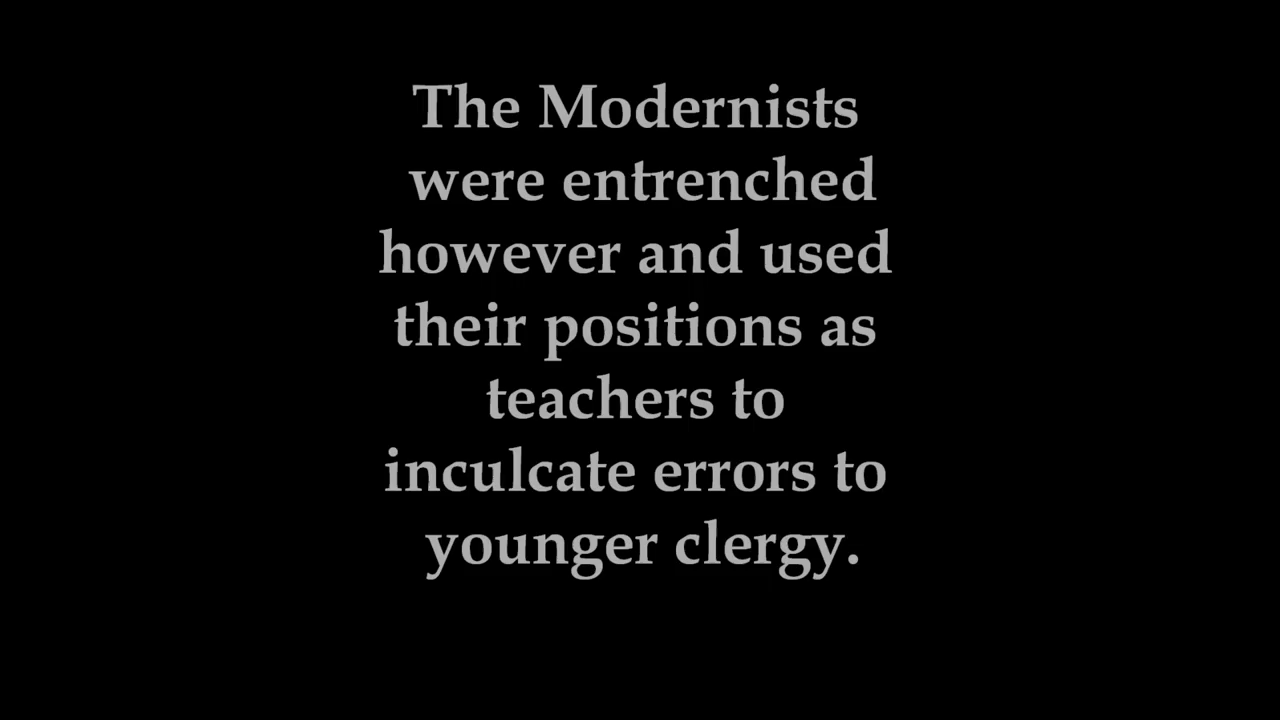 The Modernists
were entrenched
however and used
their positions as
teachers to
inculcate errors to
younger clergy.